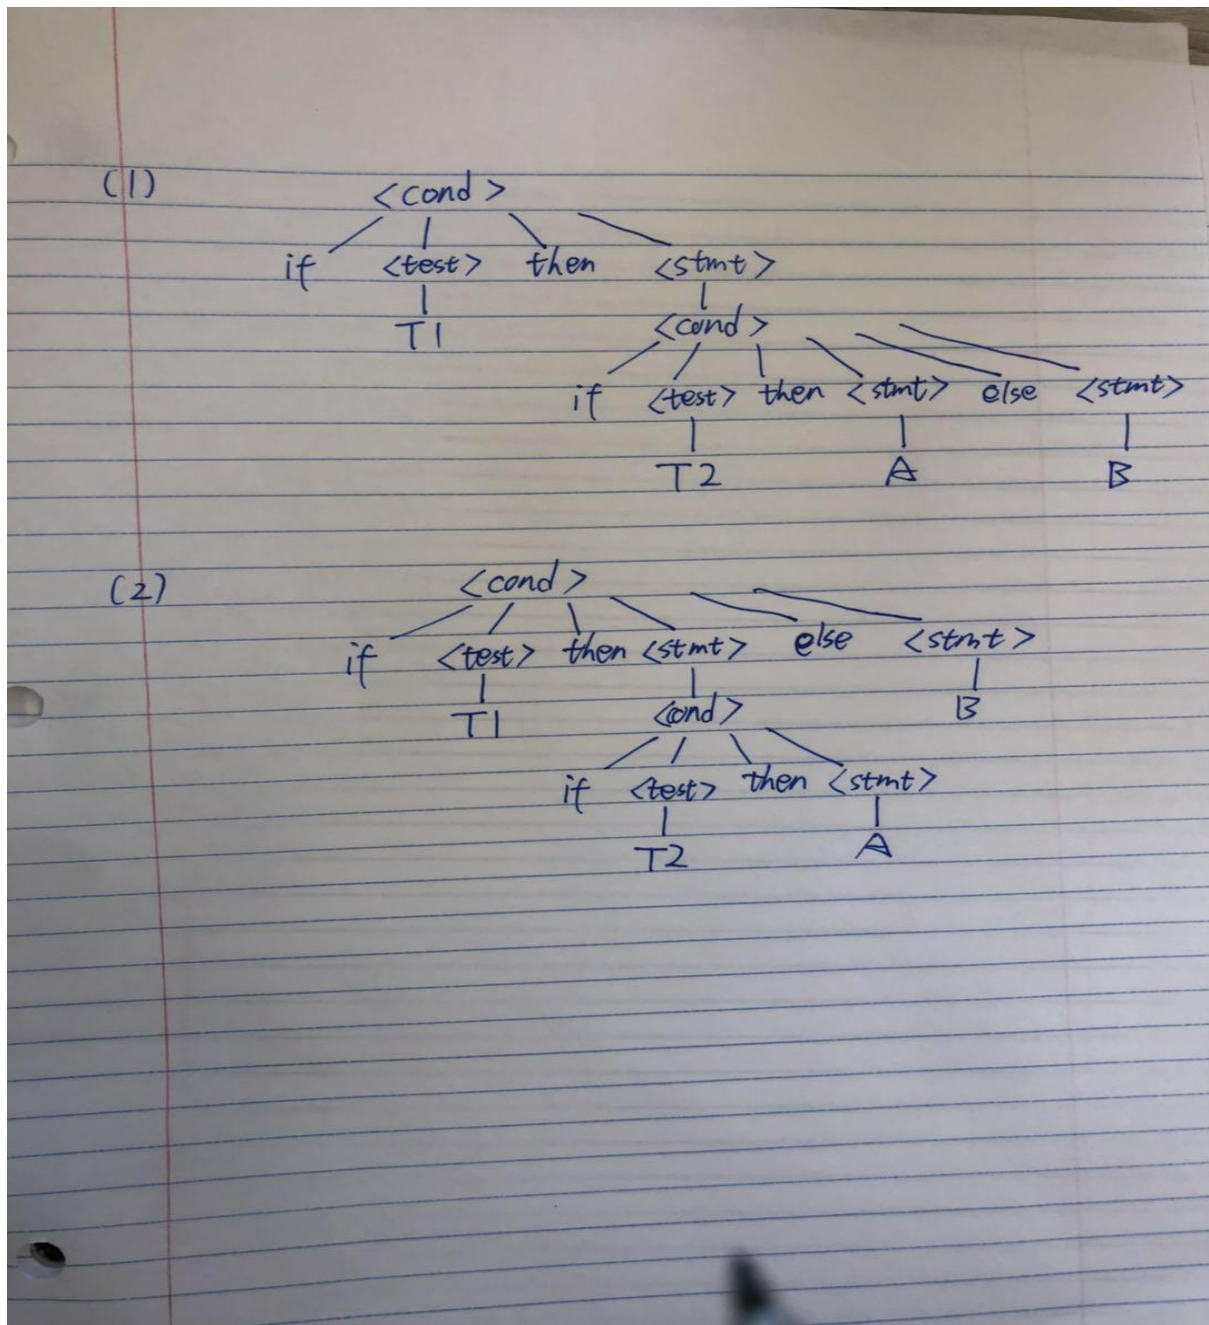 (1) <cond>
if <test> then <stmt>
T1 <cond>
if <test> then <stmt> else <stmt>
T2 A B
(2) <cond>
if <test> then <stmt> else <stmt>
T1 <cond> B
if <test> then <stmt>
T2 A